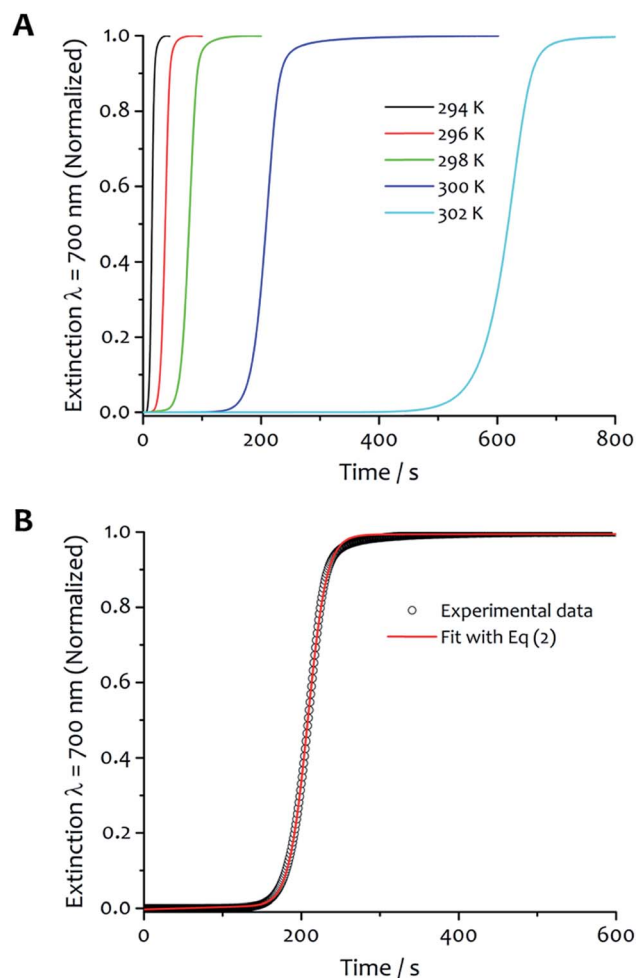 A
Extinction λ = 700 nm (Normalized)
1.0
0.8
0.6
0.4
0.2
0.0
294 K
296 K
298 K
300 K
302 K
0 200 400 600 800
Time / s
B
Extinction λ = 700 nm (Normalized)
1.0
0.8
0.6
0.4
0.2
0.0
Experimental data
Fit with Eq (2)
0 200 400 600
Time / s